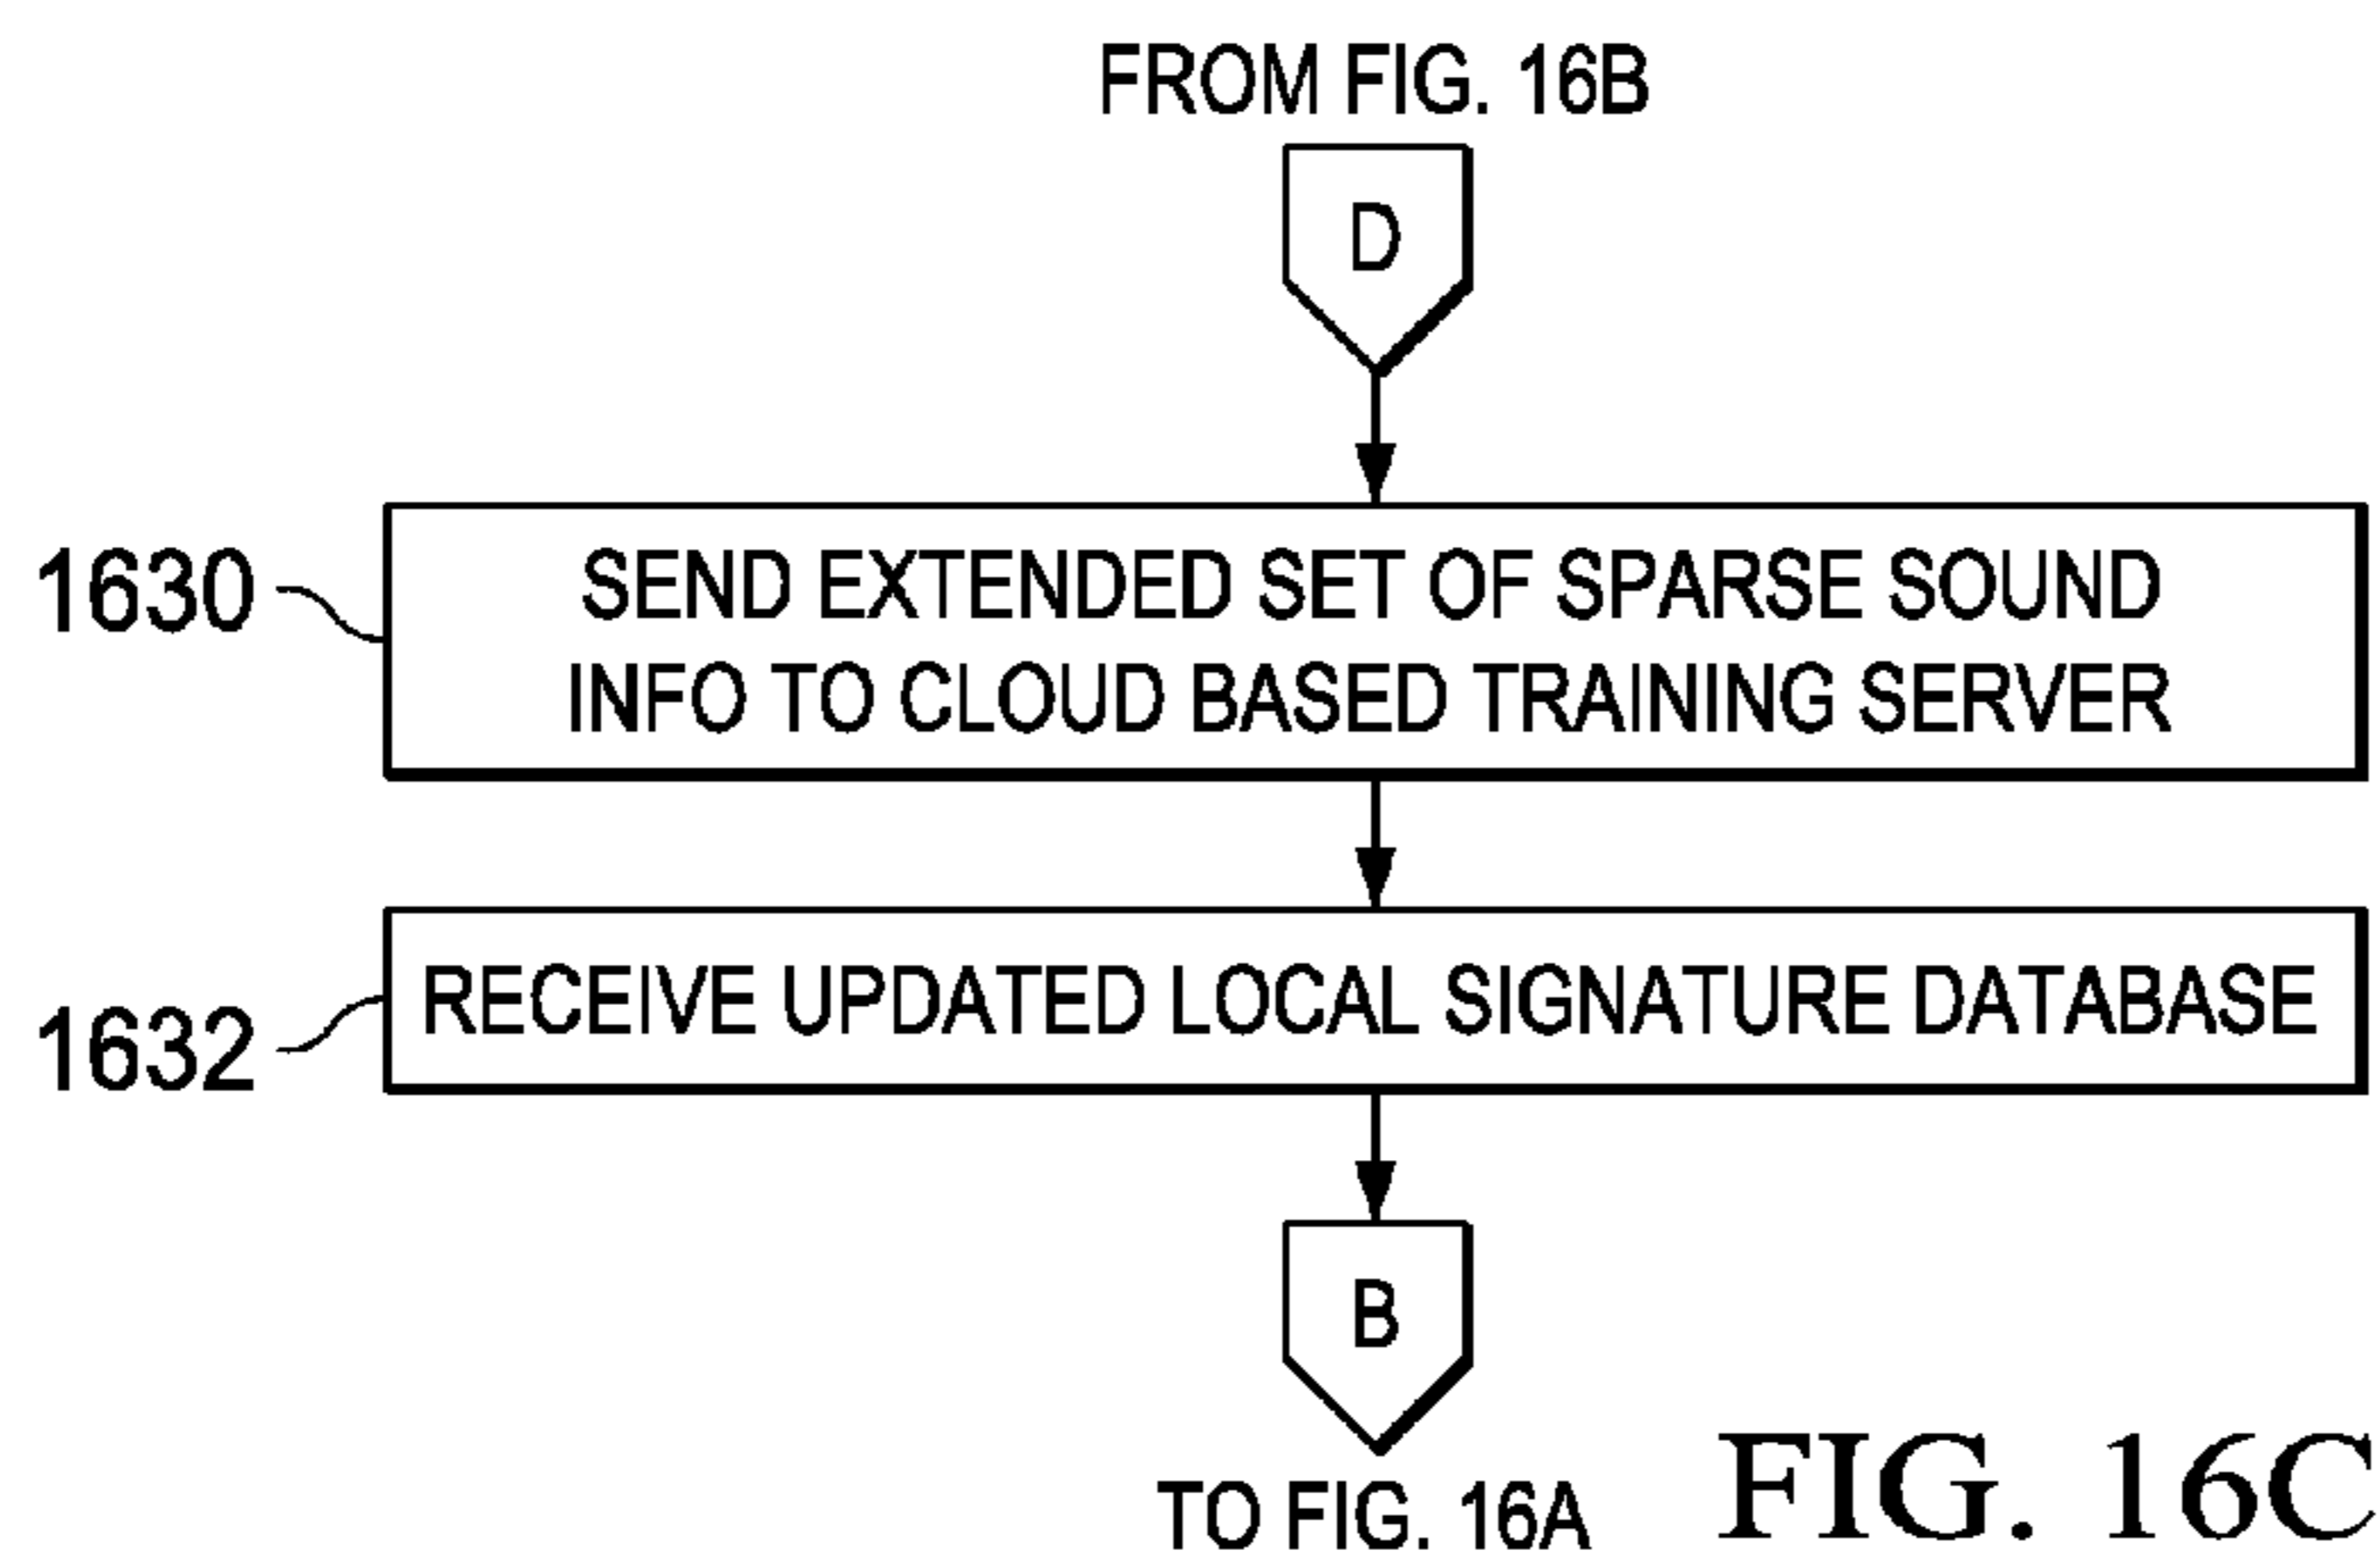 FROM FIG. 16B
D
1630
SEND EXTENDED SET OF SPARSE SOUND
INFO TO CLOUD BASED TRAINING SERVER
1632
RECEIVE UPDATED LOCAL SIGNATURE DATABASE
B
TO FIG. 16A
FIG. 16C